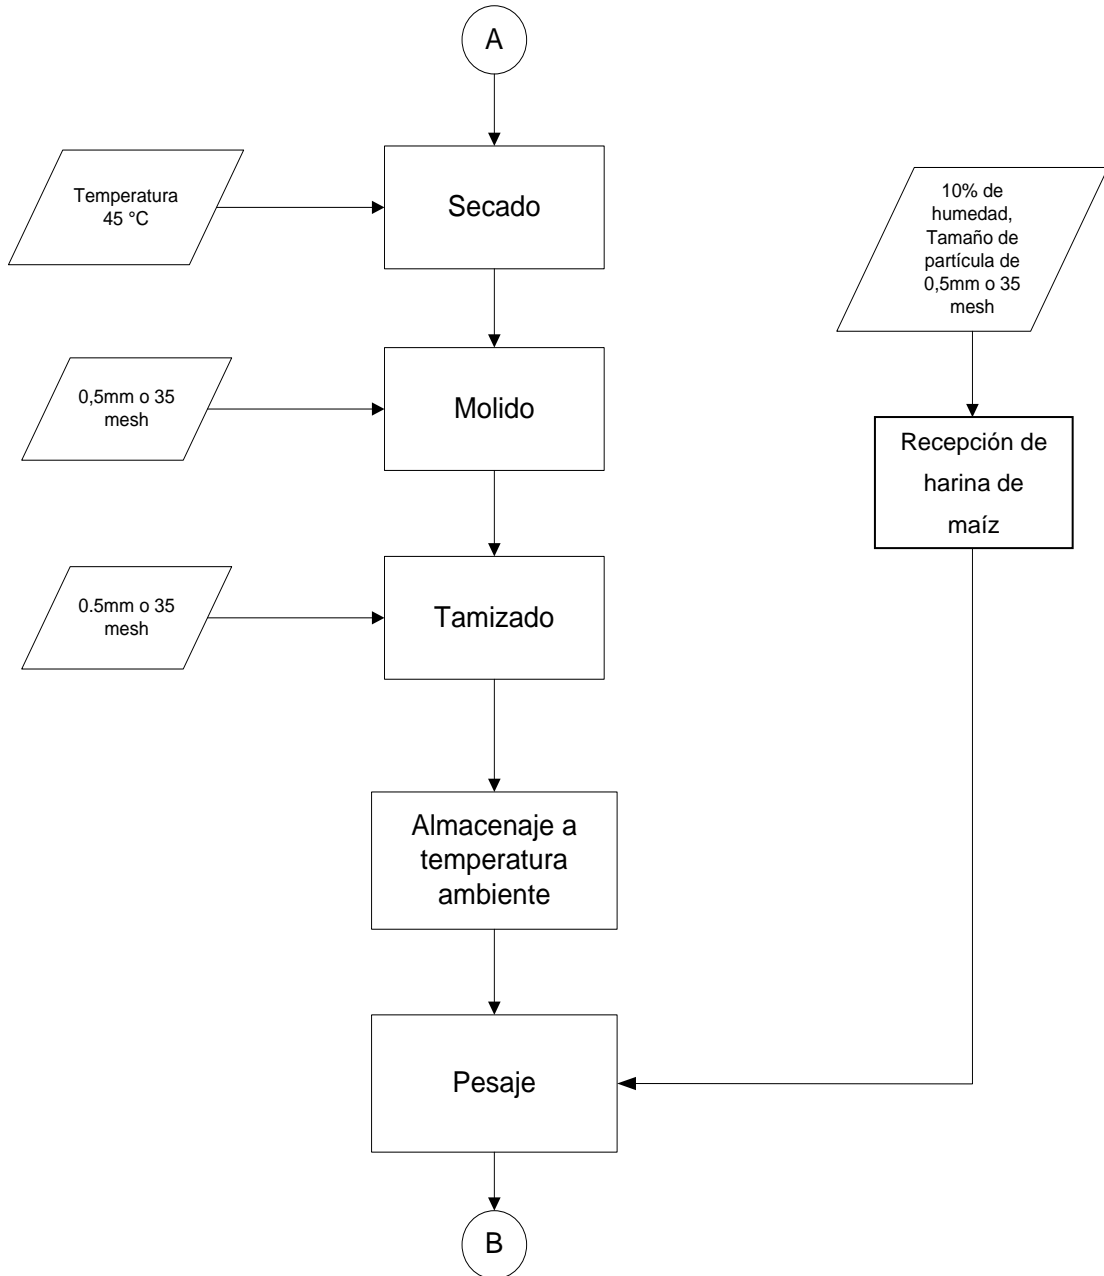 A
Temperatura
45 °C
Secado
10% de
humedad,
Tamaño de
partícula de
0,5mm o 35
mesh
0,5mm o 35
mesh
Molido
Recepción de
harina de
maíz
0.5mm o 35
mesh
Tamizado
Almacenaje a
temperatura
ambiente
Pesaje
B